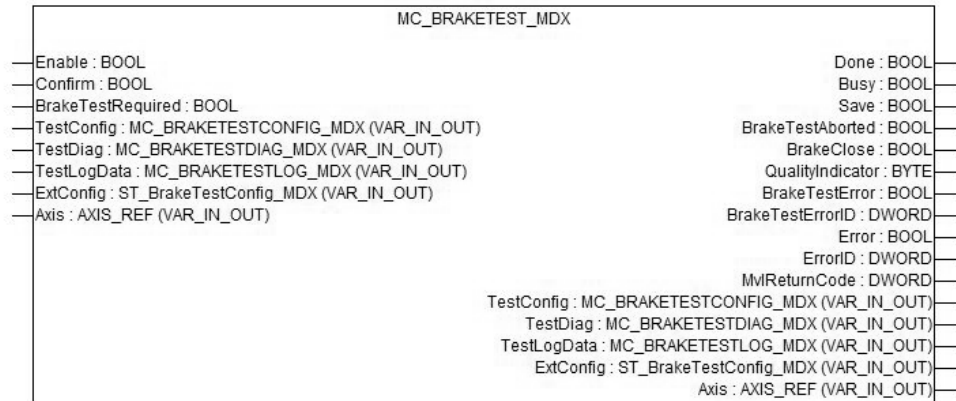 MC_BRAKETEST_MDX
Enable : BOOL
Confirm : BOOL
BrakeTestRequired : BOOL
TestConfig : MC_BRAKETESTCONFIG_MDX (VAR_IN_OUT)
TestDiag : MC_BRAKETESTDIAG_MDX (VAR_IN_OUT)
TestLogData : MC_BRAKETESTLOG_MDX (VAR_IN_OUT)
ExtConfig : ST_BrakeTestConfig_MDX (VAR_IN_OUT)
Axis : AXIS_REF (VAR_IN_OUT)
Done : BOOL
Busy : BOOL
Save : BOOL
BrakeTestAborted : BOOL
BrakeClose : BOOL
QualityIndicator : BYTE
BrakeTestError : BOOL
BrakeTestErrorID : DWORD
Error : BOOL
ErrorID : DWORD
MvlReturnCode : DWORD
TestConfig : MC_BRAKETESTCONFIG_MDX (VAR_IN_OUT)
TestDiag : MC_BRAKETESTDIAG_MDX (VAR_IN_OUT)
TestLogData : MC_BRAKETESTLOG_MDX (VAR_IN_OUT)
ExtConfig : ST_BrakeTestConfig_MDX (VAR_IN_OUT)
Axis : AXIS_REF (VAR_IN_OUT)